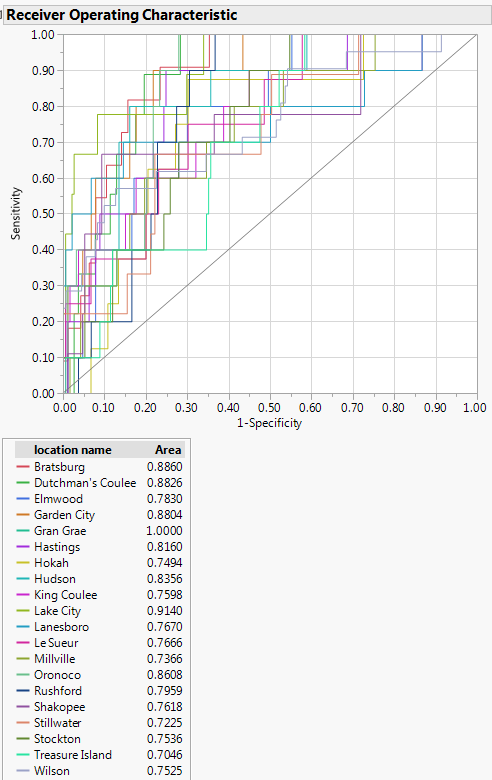 Receiver Operating Characteristic
1.00
0.90
0.80
0.70
0.60
0.50
0.40
0.30
0.20
0.10
0.00
Sensitivity
0.00 0.10 0.20 0.30 0.40 0.50 0.60 0.70 0.80 0.90 1.00
1-Specificity
location name Area
Bratsburg 0.8860
Dutchman's Coulee 0.8826
Elmwood 0.7830
Garden City 0.8804
Gran Grae 1.0000
Hastings 0.8160
Hokah 0.7494
Hudson 0.8356
King Coulee 0.7598
Lake City 0.9140
Lanesboro 0.7670
Le Sueur 0.7666
Millville 0.7366
Oronoco 0.8608
Rushford 0.7959
Shakopee 0.7618
Stillwater 0.7225
Stockton 0.7536
Treasure Island 0.7046
Wilson 0.7525